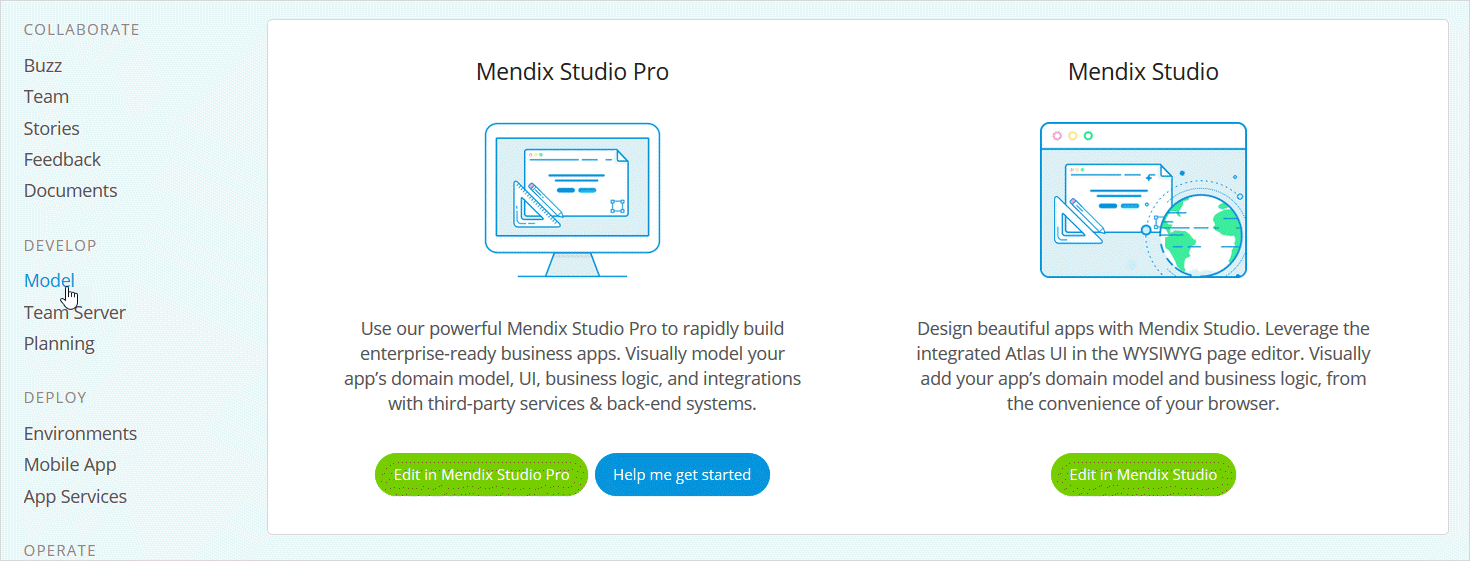 COLLABORATE
Buzz
Team
Stories
Feedback
Documents
DEVELOP
Model
Team Server
Planning
DEPLOY
Environments
Mobile App
App Services
OPERATE
Mendix Studio Pro
Use our powerful Mendix Studio Pro to rapidly build
enterprise-ready business apps. Visually model your
app’s domain model, UI, business logic, and integrations
with third-party services & back-end systems.
Edit in Mendix Studio Pro
Help me get started
Mendix Studio
Design beautiful apps with Mendix Studio. Leverage the
integrated Atlas UI in the WYSIWYG page editor. Visually
add your app’s domain model and business logic, from
the convenience of your browser.
Edit in Mendix Studio